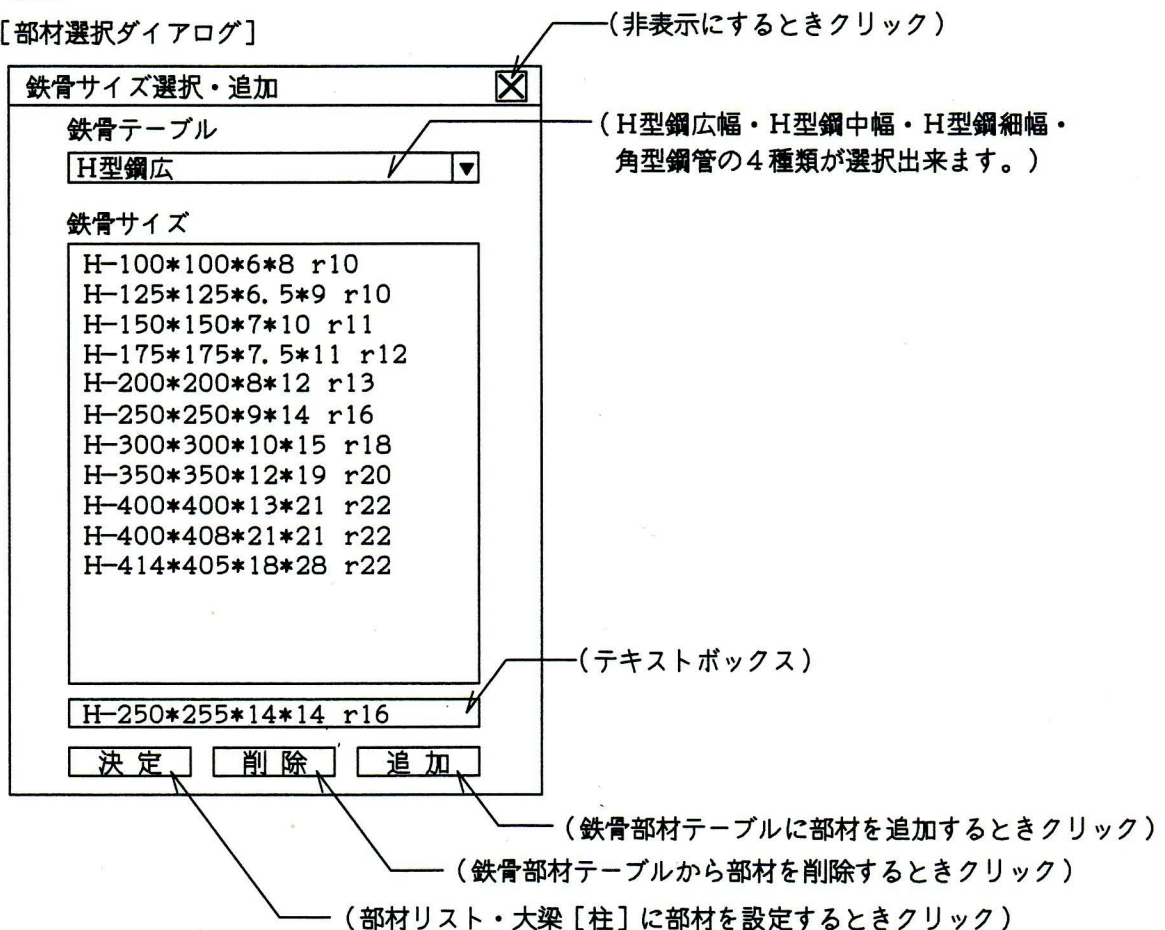 [部材選択ダイアログ]
(非表示にするときクリック)
鉄骨サイズ選択・追加
鉄骨テーブル
(H型鋼広幅・H型鋼中幅・H型鋼細幅・
角型鋼管の4種類が選択出来ます。)
H型鋼広
鉄骨サイズ
H-100*100*6*8 r10
H-125*125*6.5*9 r10
H-150*150*7*10 r11
H-175*175*7.5*11 r12
H-200*200*8*12 r13
H-250*250*9*14 r16
H-300*300*10*15 r18
H-350*350*12*19 r20
H-400*400*13*21 r22
H-400*408*21*21 r22
H-414*405*18*28 r22
(テキストボックス)
H-250*255*14*14 r16
決定 削除 追加
(鉄骨部材テーブルに部材を追加するときクリック)
(鉄骨部材テーブルから部材を削除するときクリック)
(部材リスト・大梁[柱]に部材を設定するときクリック)